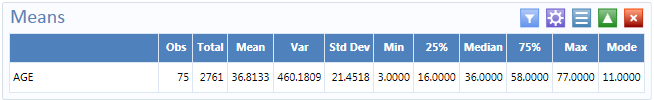 Means
Obs Total Mean Var Std Dev Min 25% Median 75% Max Mode
AGE 75 2761 36.8133 460.1809 21.4518 3.0000 16.0000 36.0000 58.0000 77.0000 11.0000